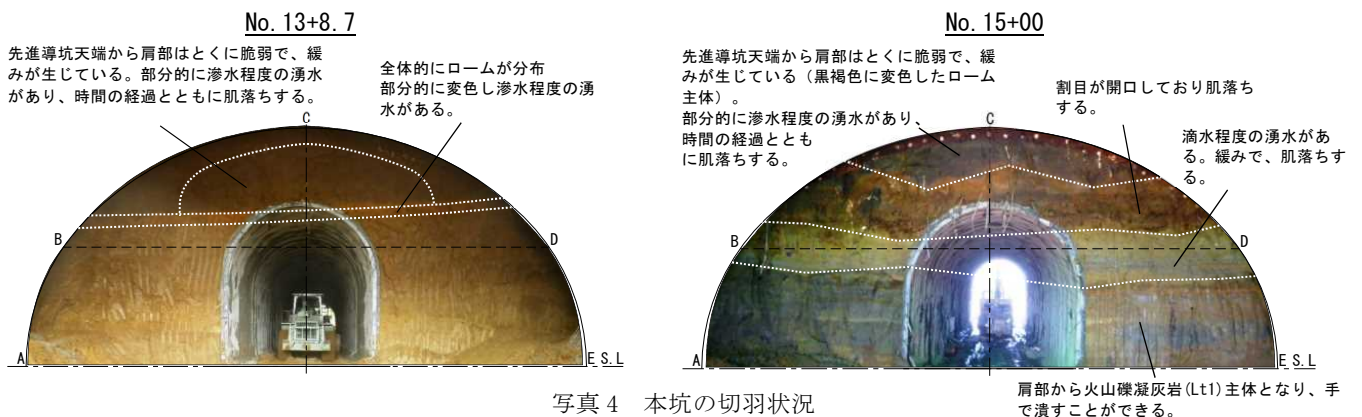 No. 13+8. 7
先進導坑天端から肩部はとくに脆弱で、緩
みが生じている。部分的に滲水程度の湧水
があり、時間の経過とともに肌落ちする。
全体的にロームが分布
部分的に変色し滲水程度の湧
水がある。
C
B
D
A
E S. L
No. 15+00
先進導坑天端から肩部はとくに脆弱で、緩
みが生じている（黒褐色に変色したローム
主体）。
部分的に滲水程度の湧水があり、
時間の経過ととも
に肌落ちする。
割目が開口しており肌落ち
する。
滴水程度の湧水があ
る。緩みで、肌落ちす
る。
C
B
D
A
E S. L
肩部から火山礫凝灰岩(Lt1)主体となり、手
で潰すことができる。
写真 4　本坑の切羽状況